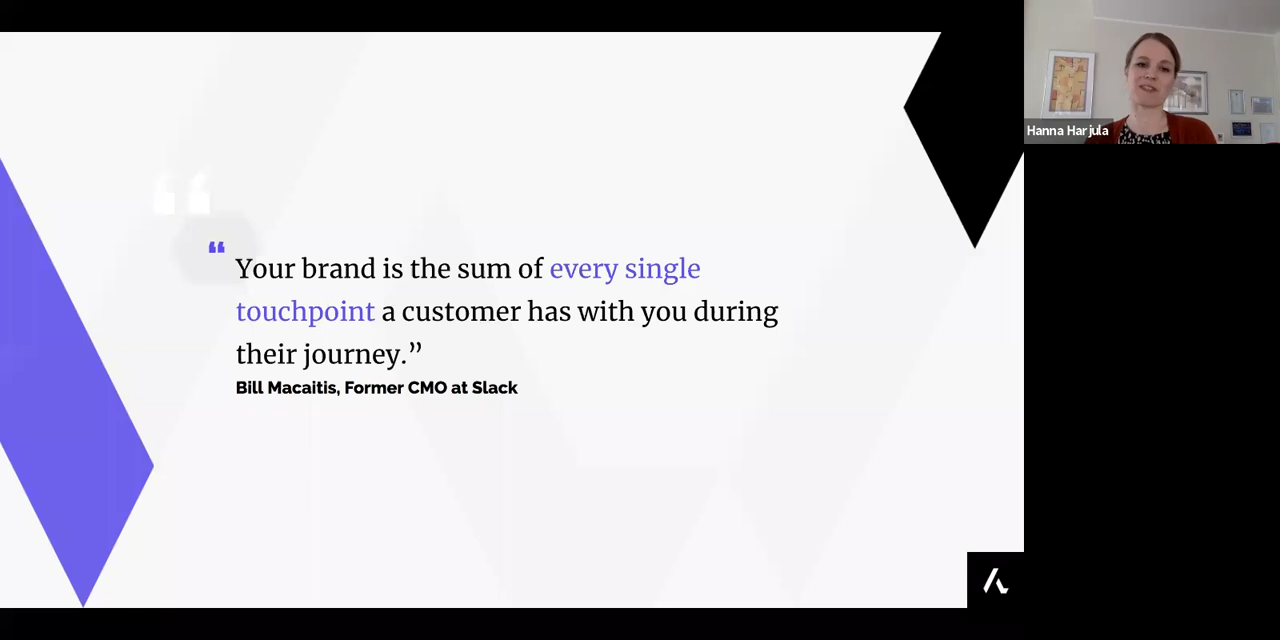 “
Your brand is the sum of every single
touchpoint a customer has with you during
their journey.”
Bill Macaitis, Former CMO at Slack
Hanna Harjula